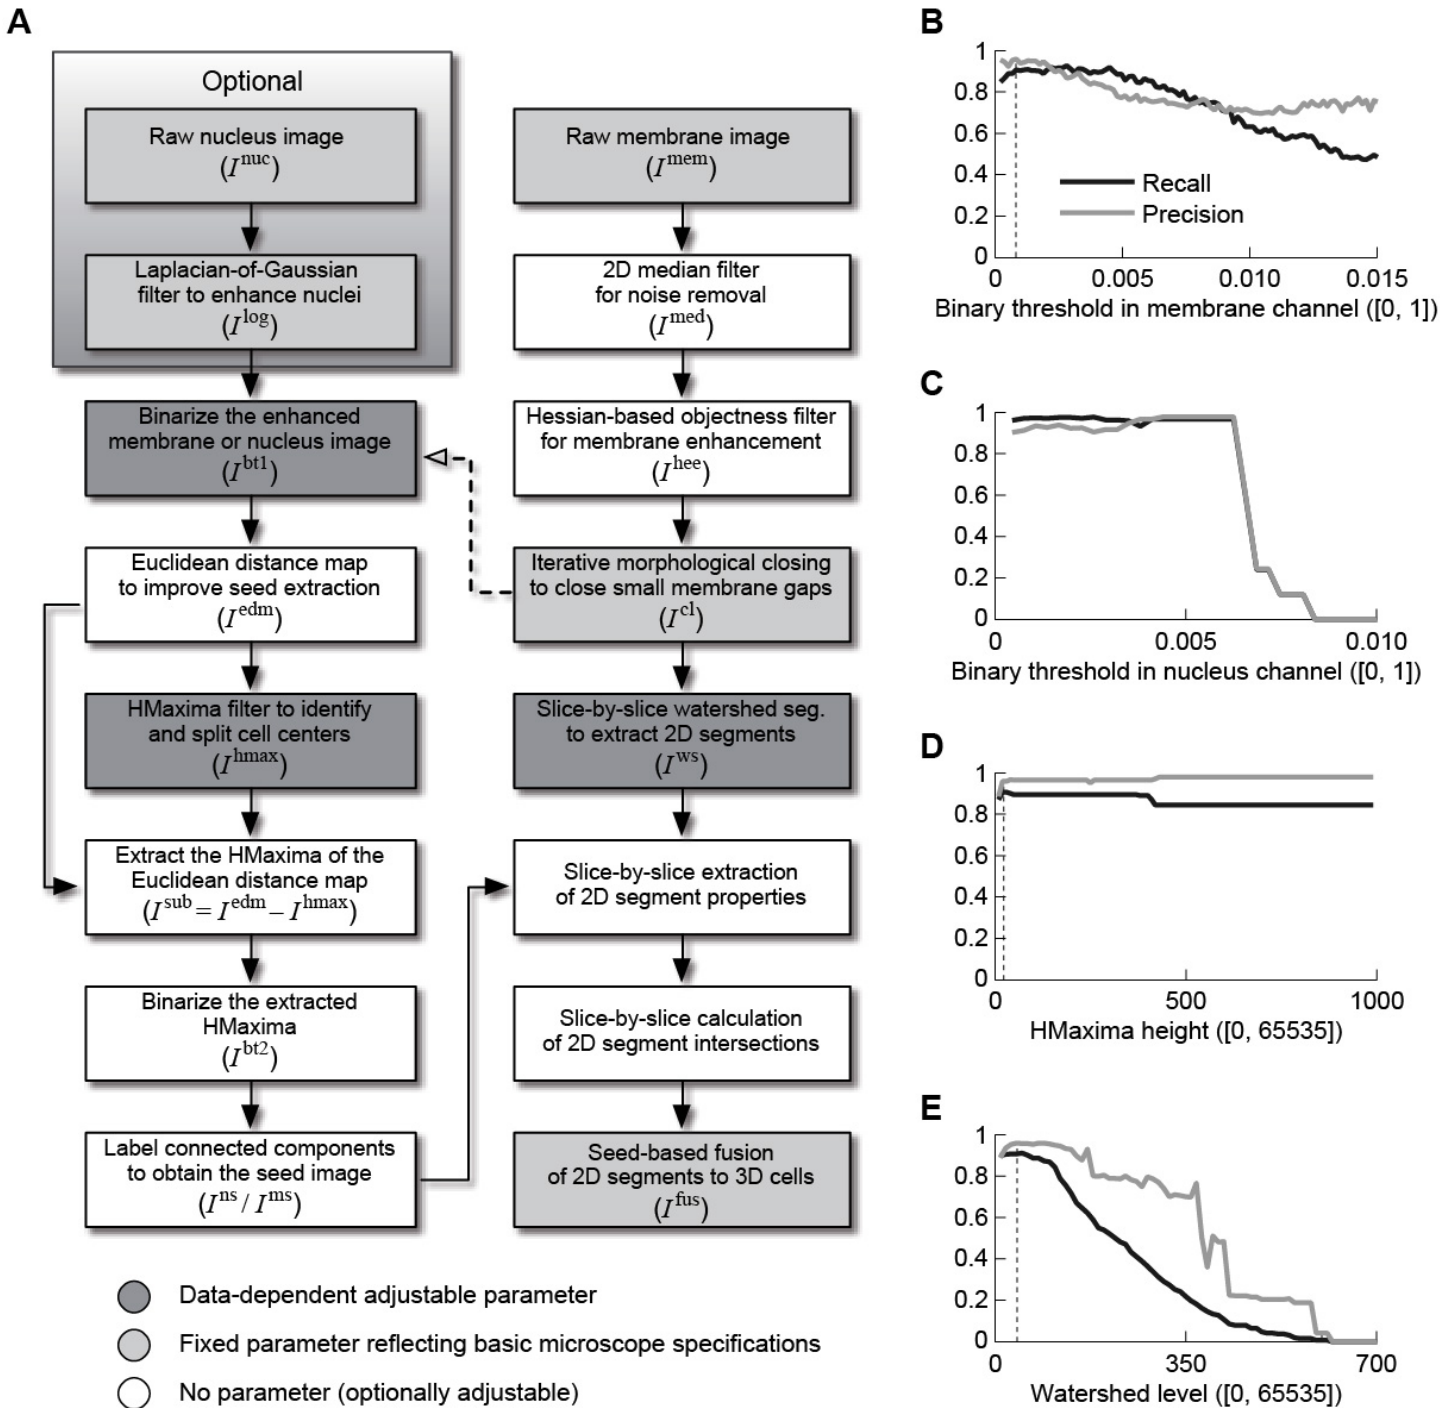 A
Optional
Raw nucleus image
(I^nuc)
Laplacian-of-Gaussian
filter to enhance nuclei
(I^log)
Binarize the enhanced
membrane or nucleus image
(I^bt1)
Euclidean distance map
to improve seed extraction
(I^edm)
HMaxima filter to identify
and split cell centers
(I^hmax)
Extract the HMaxima of the
Euclidean distance map
(I^sub = I^edm – I^hmax)
Binarize the extracted
HMaxima
(I^bt2)
Label connected components
to obtain the seed image
(I^ns / I^ms)
Raw membrane image
(I^mem)
2D median filter
for noise removal
(I^med)
Hessian-based objectness filter
for membrane enhancement
(I^hee)
Iterative morphological closing
to close small membrane gaps
(I^cl)
Slice-by-slice watershed seg.
to extract 2D segments
(I^ws)
Slice-by-slice extraction
of 2D segment properties
Slice-by-slice calculation
of 2D segment intersections
Seed-based fusion
of 2D segments to 3D cells
(I^fus)
Data-dependent adjustable parameter
Fixed parameter reflecting basic microscope specifications
No parameter (optionally adjustable)
B
1
0.8
0.6
0.4
0.2
0
Recall
Precision
0 0.005 0.010 0.015
Binary threshold in membrane channel ([0, 1])
C
1
0.8
0.6
0.4
0.2
0
0 0.005 0.010
Binary threshold in nucleus channel ([0, 1])
D
1
0.8
0.6
0.4
0.2
0
0 500 1000
HMaxima height ([0, 65535])
E
1
0.8
0.6
0.4
0.2
0
0 350 700
Watershed level ([0, 65535])